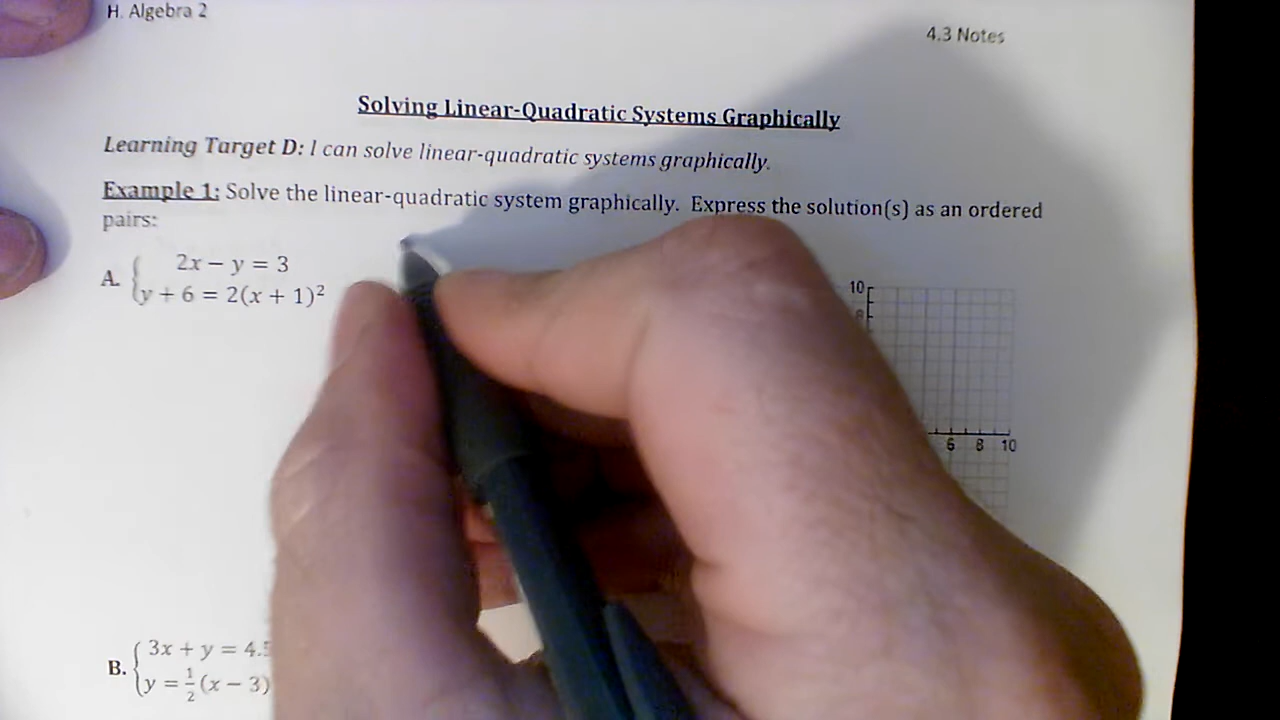 H. Algebra 2
4.3 Notes
Solving Linear-Quadratic Systems Graphically
Learning Target D: I can solve linear-quadratic systems graphically.
Example 1: Solve the linear-quadratic system graphically. Express the solution(s) as an ordered
pairs:
A. { 2x − y = 3
y + 6 = 2(x + 1)²
10
8
6 8 10
B. { 3x + y = 4.
y = 1/2 (x − 3)